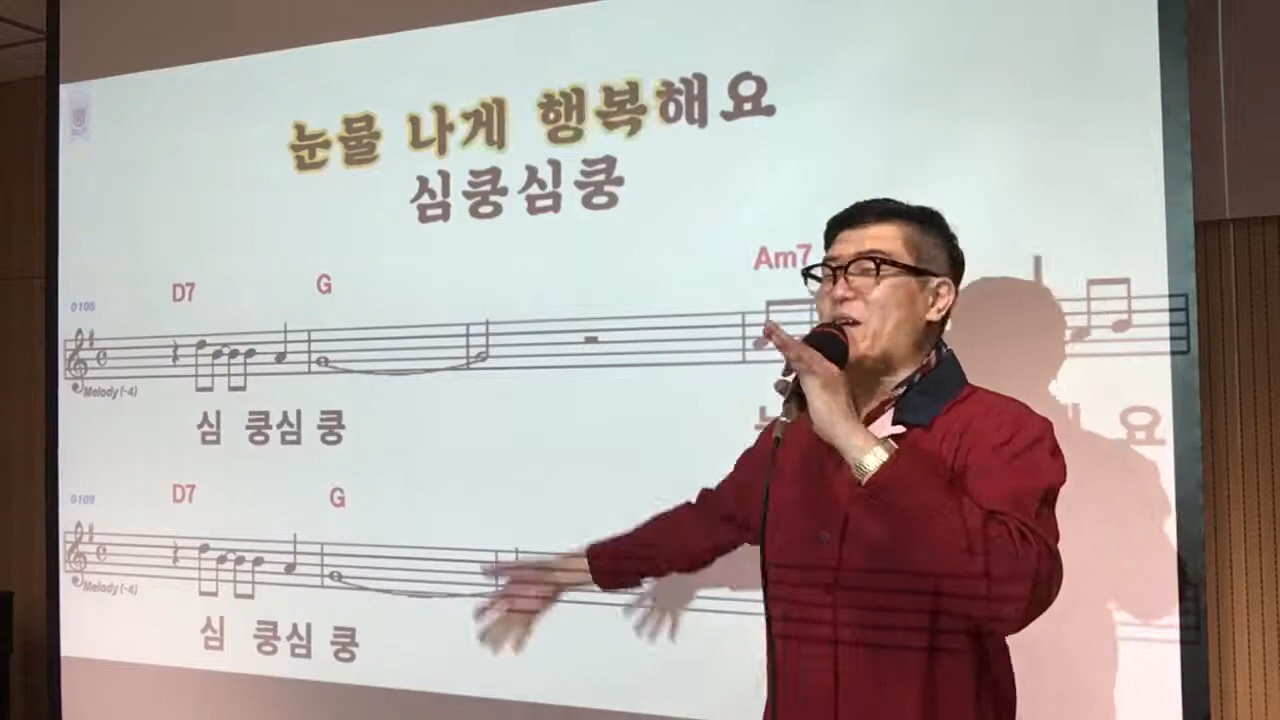 눈물 나게 행복해요
심쿵심쿵
D7 G Am7
0105
Melody (-4)
심 쿵심 쿵 요
0109 D7 G
Melody (-4)
심 쿵심 쿵